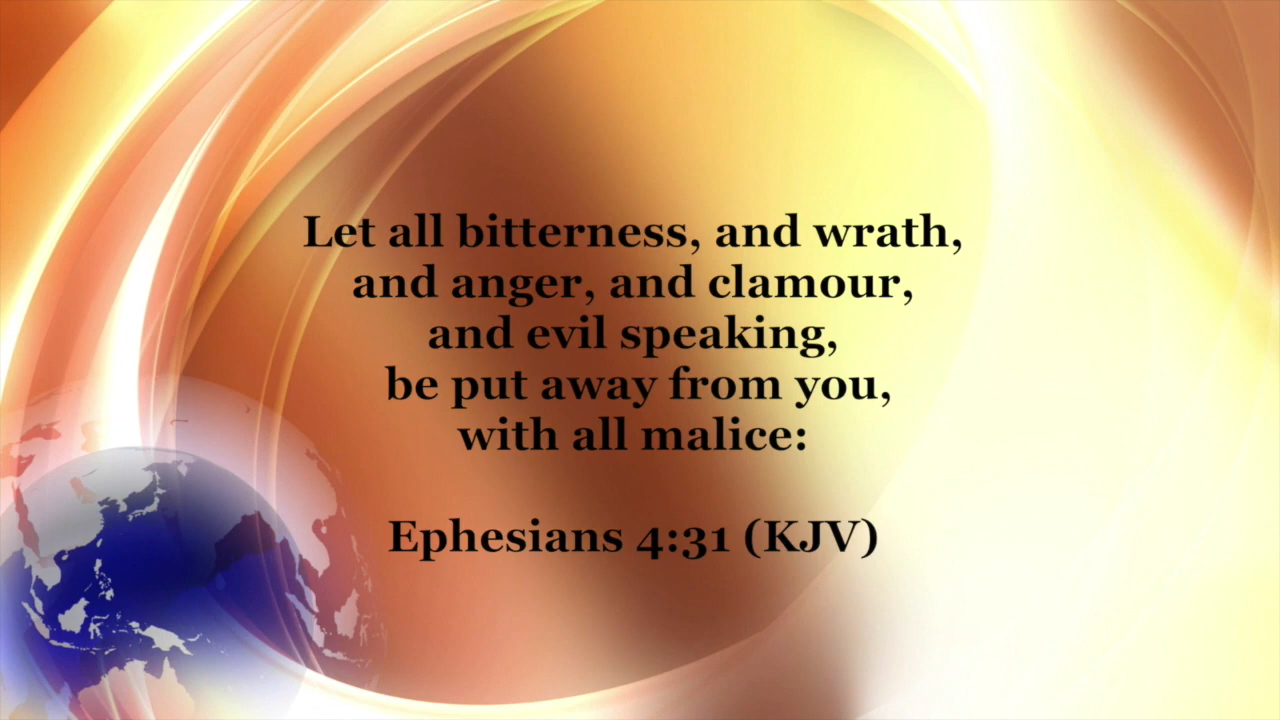 Let all bitterness, and wrath,
and anger, and clamour,
and evil speaking,
be put away from you,
with all malice:
Ephesians 4:31 (KJV)